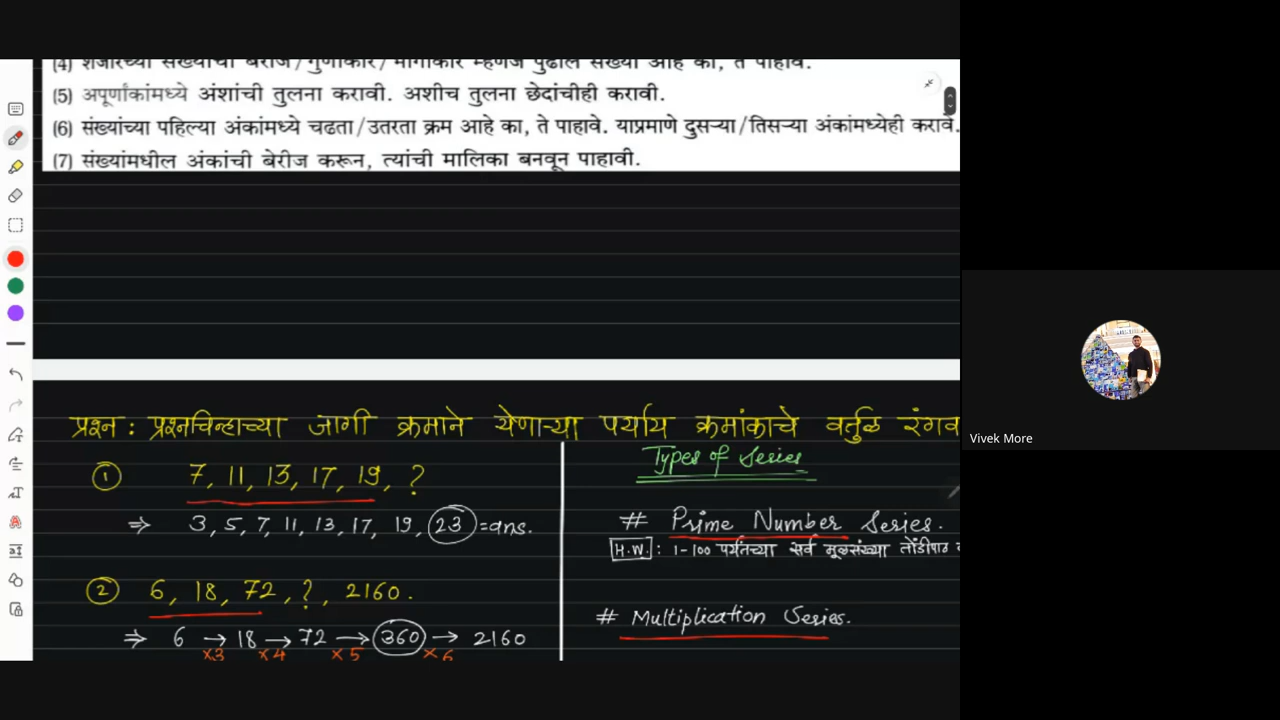 (4) शेजारच्या संख्यांची बेरीज/गुणाकार/भागाकार म्हणजे पुढील संख्या आहे का, ते पाहावे.
(5) अपूर्णांकांमध्ये अंशांची तुलना करावी. अशीच तुलना छेदांचीही करावी.
(6) संख्यांच्या पहिल्या अंकांमध्ये चढता/उतरता क्रम आहे का, ते पाहावे. याप्रमाणे दुसऱ्या/तिसऱ्या अंकांमध्येही करावे.
(7) संख्यांमधील अंकांची बेरीज करून, त्यांची मालिका बनवून पाहावी.
प्रश्न : प्रश्नचिन्हाच्या जागी क्रमाने येणाऱ्या पर्याय क्रमांकाचे वर्तुळ रंगव
Types of Series
① 7, 11, 13, 17, 19, ?
⇒ 3, 5, 7, 11, 13, 17, 19, 23 = ans.
# Prime Number Series.
H.W. : 1-100 पर्यंतच्या सर्व मूळसंख्या तोंडीपाठ
② 6, 18, 72, ?, 2160.
# Multiplication Series.
⇒ 6 → 18 → 72 → 360 → 2160
×3 ×4 ×5 ×6
Vivek More